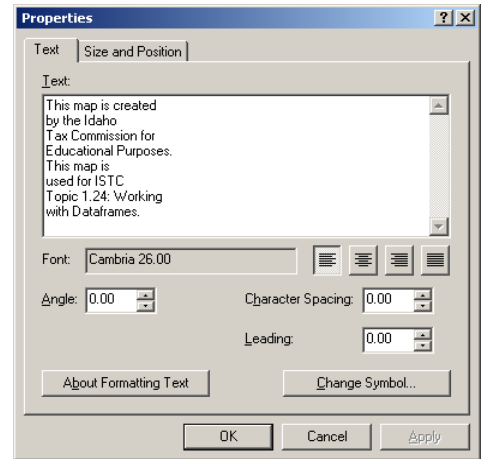 Properties
Text Size and Position
Text:
This map is created
by the Idaho
Tax Commission for
Educational Purposes.
This map is
used for ISTC
Topic 1.24: Working
with Dataframes.
Font: Cambria 26.00
Angle: 0.00 Character Spacing: 0.00
Leading: 0.00
About Formatting Text Change Symbol...
OK Cancel Apply